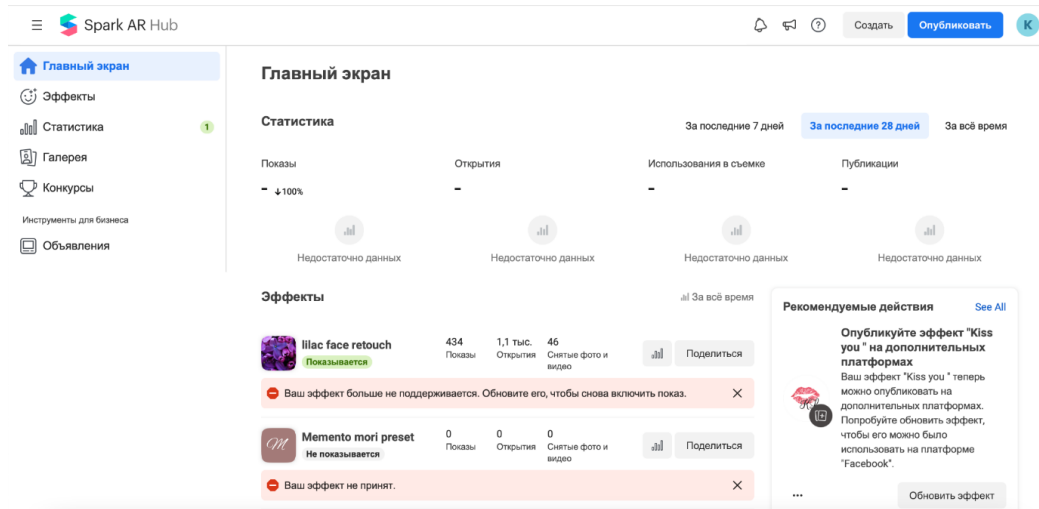 Spark AR Hub
Создать
Опубликовать
K
Главный экран
Эффекты
Статистика
1
Галерея
Конкурсы
Инструменты для бизнеса
Объявления
Главный экран
Статистика
За последние 7 дней
За последние 28 дней
За всё время
Показы
Открытия
Использования в съемке
Публикации
- ↓100%
-
-
-
Недостаточно данных
Недостаточно данных
Недостаточно данных
Недостаточно данных
Эффекты
За всё время
lilac face retouch
Показывается
434
Показы
1,1 тыс.
Открытия
46
Снятые фото и
видео
Поделиться
Ваш эффект больше не поддерживается. Обновите его, чтобы снова включить показ.
M
Memento mori preset
Не показывается
0
Показы
0
Открытия
0
Снятые фото и
видео
Поделиться
Ваш эффект не принят.
Рекомендуемые действия
See All
Опубликуйте эффект "Kiss
you " на дополнительных
платформах
Ваш эффект "Kiss you " теперь
можно опубликовать на
дополнительных платформах.
Попробуйте обновить эффект,
чтобы его можно было
использовать на платформе
"Facebook".
Обновить эффект